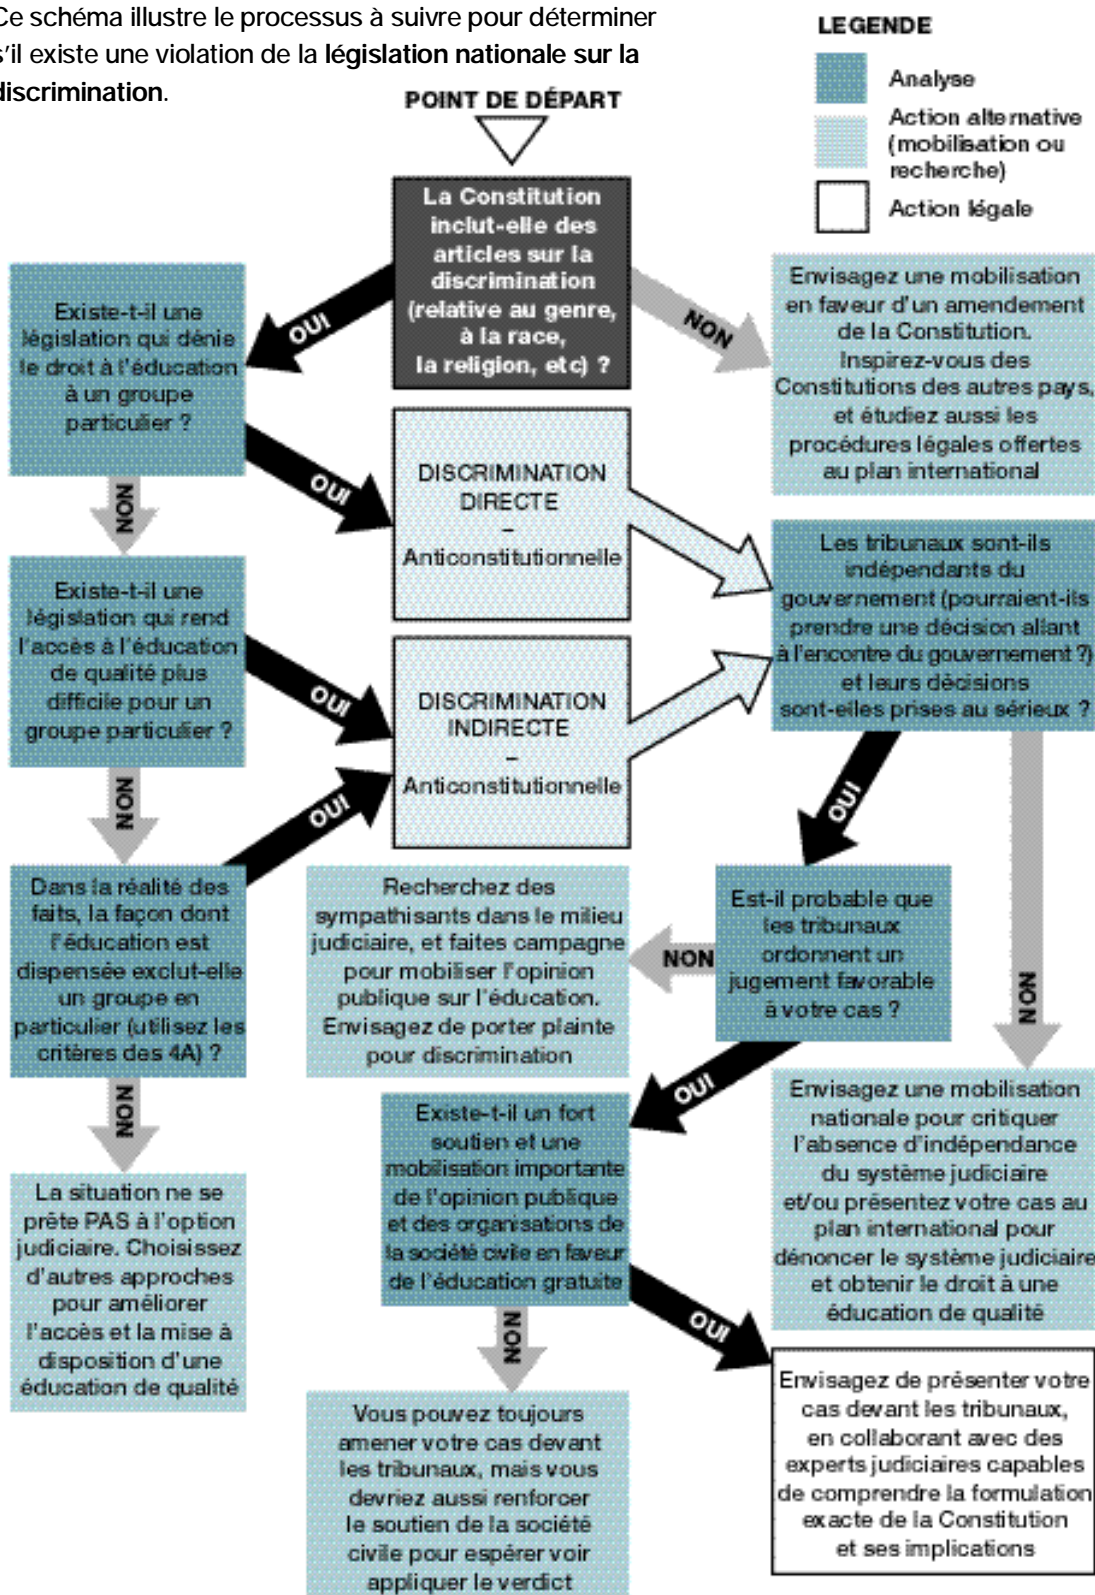 Ce schéma illustre le processus à suivre pour déterminer
s'il existe une violation de la législation nationale sur la
discrimination.
LEGENDE
Analyse
Action alternative
(mobilisation ou
recherche)
Action légale
POINT DE DÉPART
La Constitution
inclut-elle des
articles sur la
discrimination
(relative au genre,
à la race,
la religion, etc) ?
OUI
NON
Envisagez une mobilisation
en faveur d'un amendement
de la Constitution.
Inspirez-vous des
Constitutions des autres pays,
et étudiez aussi les
procédures légales offertes
au plan international
Existe-t-il une
législation qui dénie
le droit à l'éducation
à un groupe
particulier ?
OUI
NON
DISCRIMINATION
DIRECTE
–
Anticonstitutionnelle
Existe-t-il une
législation qui rend
l'accès à l'éducation
de qualité plus
difficile pour un
groupe particulier ?
OUI
NON
DISCRIMINATION
INDIRECTE
–
Anticonstitutionnelle
Les tribunaux sont-ils
indépendants du
gouvernement (pourraient-ils
prendre une décision allant
à l'encontre du gouvernement ?)
et leurs décisions
sont-elles prises au sérieux ?
OUI
NON
Dans la réalité des
faits, la façon dont
l'éducation est
dispensée exclut-elle
un groupe en
particulier (utilisez les
critères des 4A) ?
OUI
NON
Recherchez des
sympathisants dans le milieu
judiciaire, et faites campagne
pour mobiliser l'opinion
publique sur l'éducation.
Envisagez de porter plainte
pour discrimination
NON
Est-il probable que
les tribunaux
ordonnent un
jugement favorable
à votre cas ?
OUI
La situation ne se
prête PAS à l'option
judiciaire. Choisissez
d'autres approches
pour améliorer
l'accès et la mise à
disposition d'une
éducation de qualité
Existe-t-il un fort
soutien et une
mobilisation importante
de l'opinion publique
et des organisations de
la société civile en faveur
de l'éducation gratuite
OUI
NON
Envisagez une mobilisation
nationale pour critiquer
l'absence d'indépendance
du système judiciaire
et/ou présentez votre cas au
plan international pour
dénoncer le système judiciaire
et obtenir le droit à une
éducation de qualité
Vous pouvez toujours
amener votre cas devant
les tribunaux, mais vous
devriez aussi renforcer
le soutien de la société
civile pour espérer voir
appliquer le verdict
Envisagez de présenter votre
cas devant les tribunaux,
en collaborant avec des
experts judiciaires capables
de comprendre la formulation
exacte de la Constitution
et ses implications